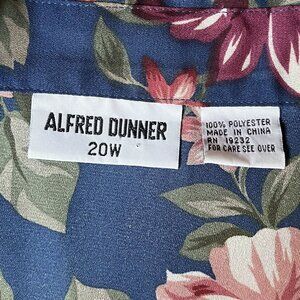 ALFRED DUNNER
20W
100% POLYESTER
MADE IN CHINA
RN 19232
FOR CARE SEE OVER